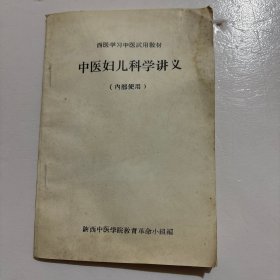 西医学习中医试用教材
中医妇儿科学讲义
（内部使用）
陕西中医学院教育革命小组编